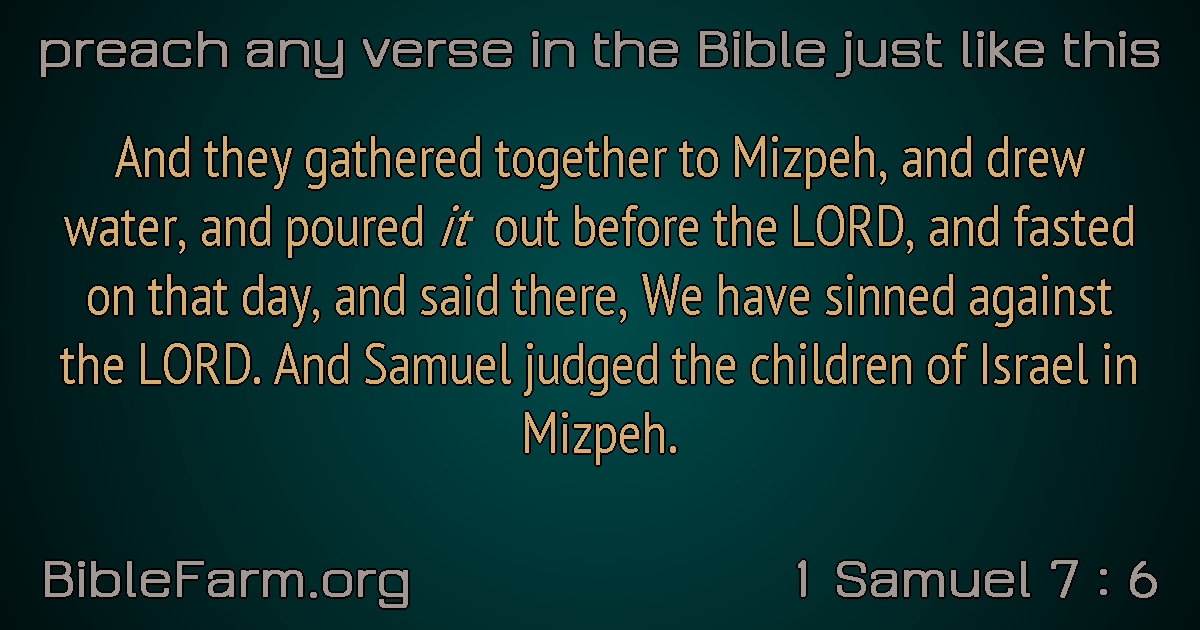 preach any verse in the Bible just like this
And they gathered together to Mizpeh, and drew
water, and poured it out before the LORD, and fasted
on that day, and said there, We have sinned against
the LORD. And Samuel judged the children of Israel in
Mizpeh.
BibleFarm.org
1 Samuel 7 : 6